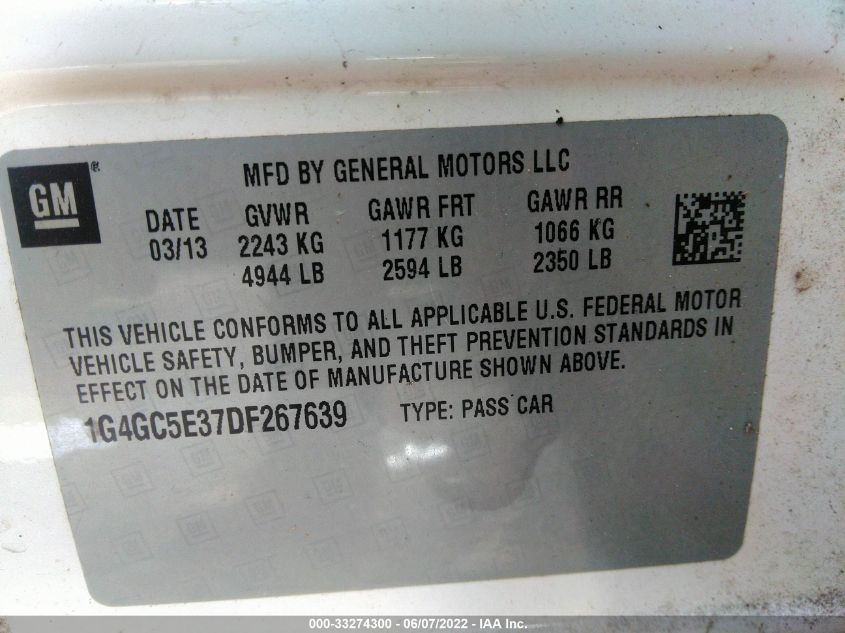 GM®
MFD BY GENERAL MOTORS LLC
DATE GVWR GAWR FRT GAWR RR
03/13 2243 KG 1177 KG 1066 KG
4944 LB 2594 LB 2350 LB
THIS VEHICLE CONFORMS TO ALL APPLICABLE U.S. FEDERAL MOTOR
VEHICLE SAFETY, BUMPER, AND THEFT PREVENTION STANDARDS IN
EFFECT ON THE DATE OF MANUFACTURE SHOWN ABOVE.
1G4GC5E37DF267639 TYPE: PASS CAR
000-33274300 - 06/07/2022 - IAA Inc.